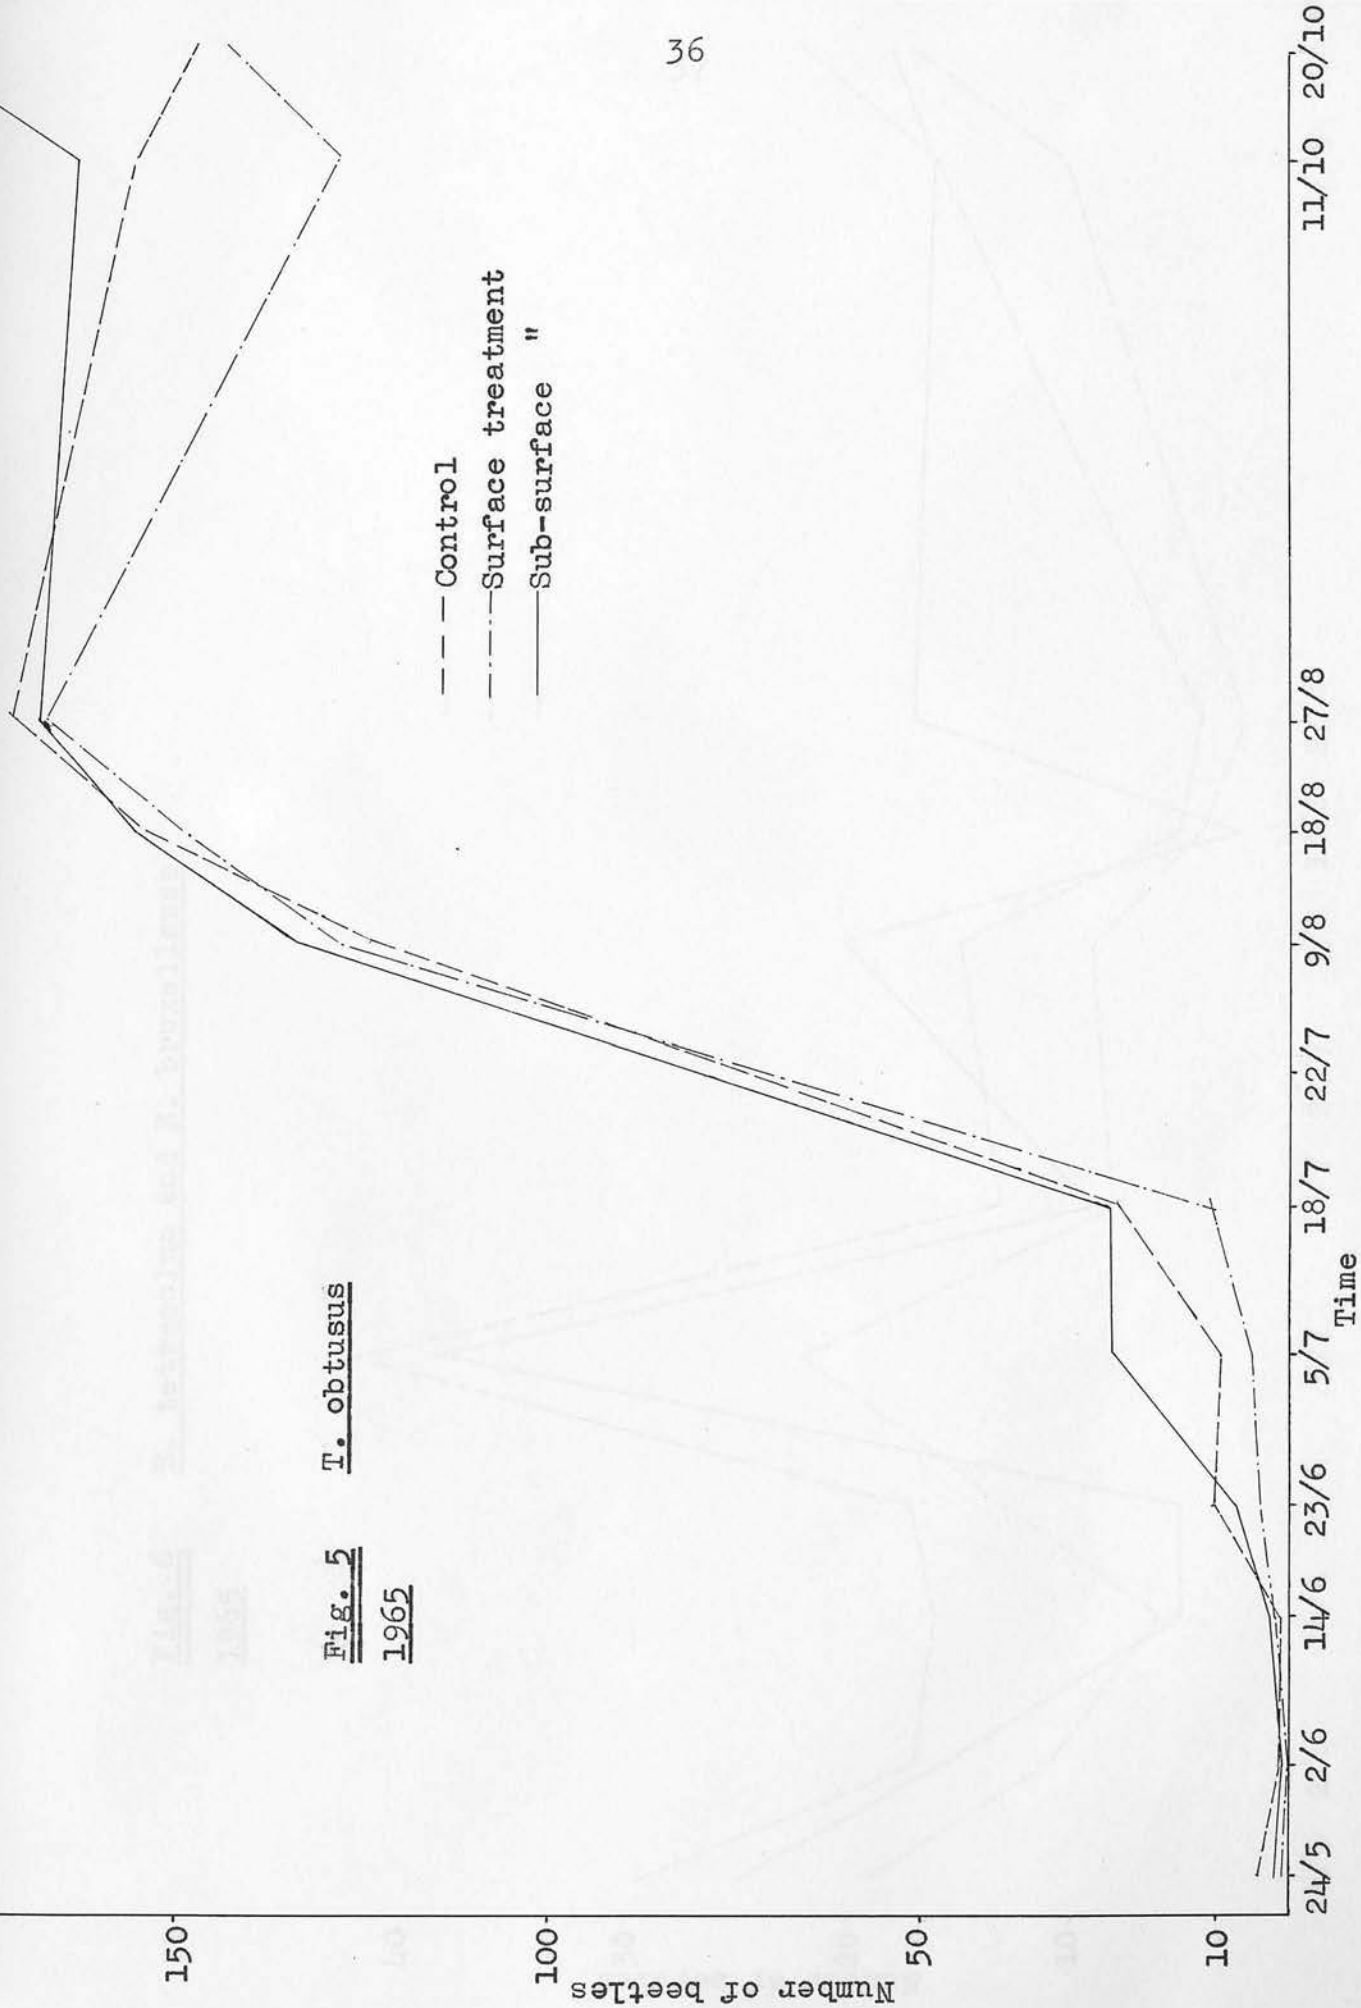 36
Fig. 5 T. obtusus
1965
— — Control
—·—·—Surface treatment
——Sub-surface "
150
100
50
10
Number of beetles
24/5 2/6 14/6 23/6 5/7 18/7 22/7 9/8 18/8 27/8 11/10 20/10
Time